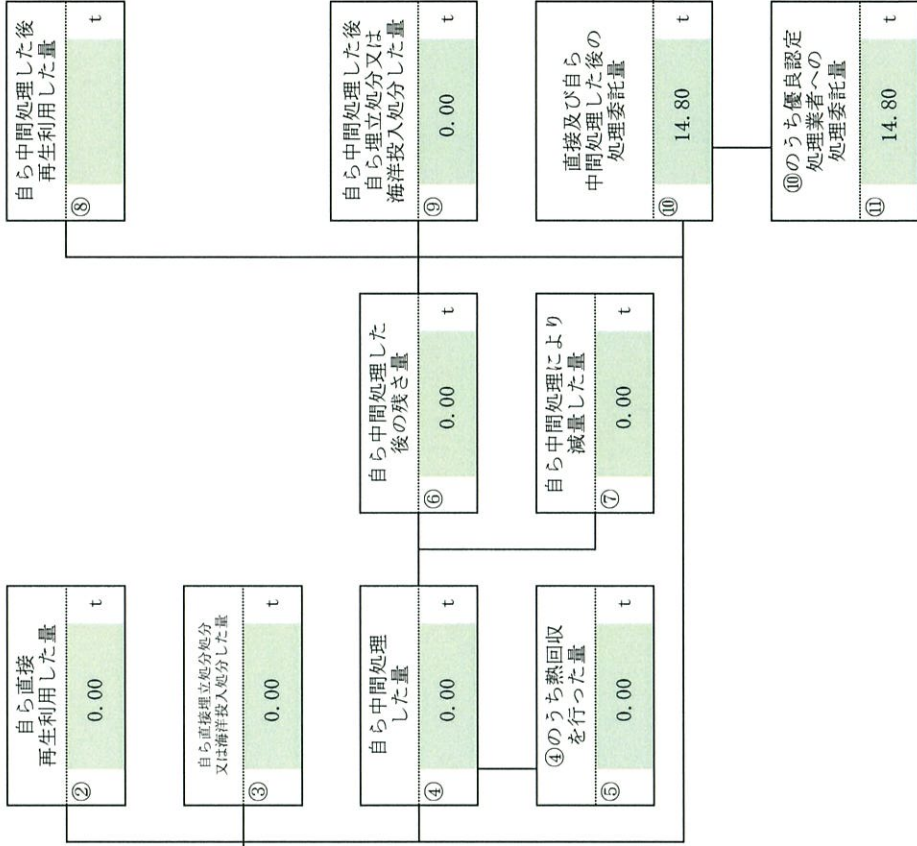 自ら直接
再生利用した量
② 0.00 t
自ら直接埋立処分処分
又は海洋投入処分した量
③ 0.00 t
自ら中間処理
した量
④ 0.00 t
④のうち熱回収
を行った量
⑤ 0.00 t
自ら中間処理した
後の残さ量
⑥ 0.00 t
自ら中間処理により
減量した量
⑦ 0.00 t
自ら中間処理した後
再生利用した量
⑧ t
自ら中間処理した後
自ら埋立処分又は
海洋投入処分した量
⑨ 0.00 t
直接及び自ら
中間処理した後の
処理委託量
⑩ 14.80 t
⑩のうち優良認定
処理業者への
処理委託量
⑪ 14.80 t